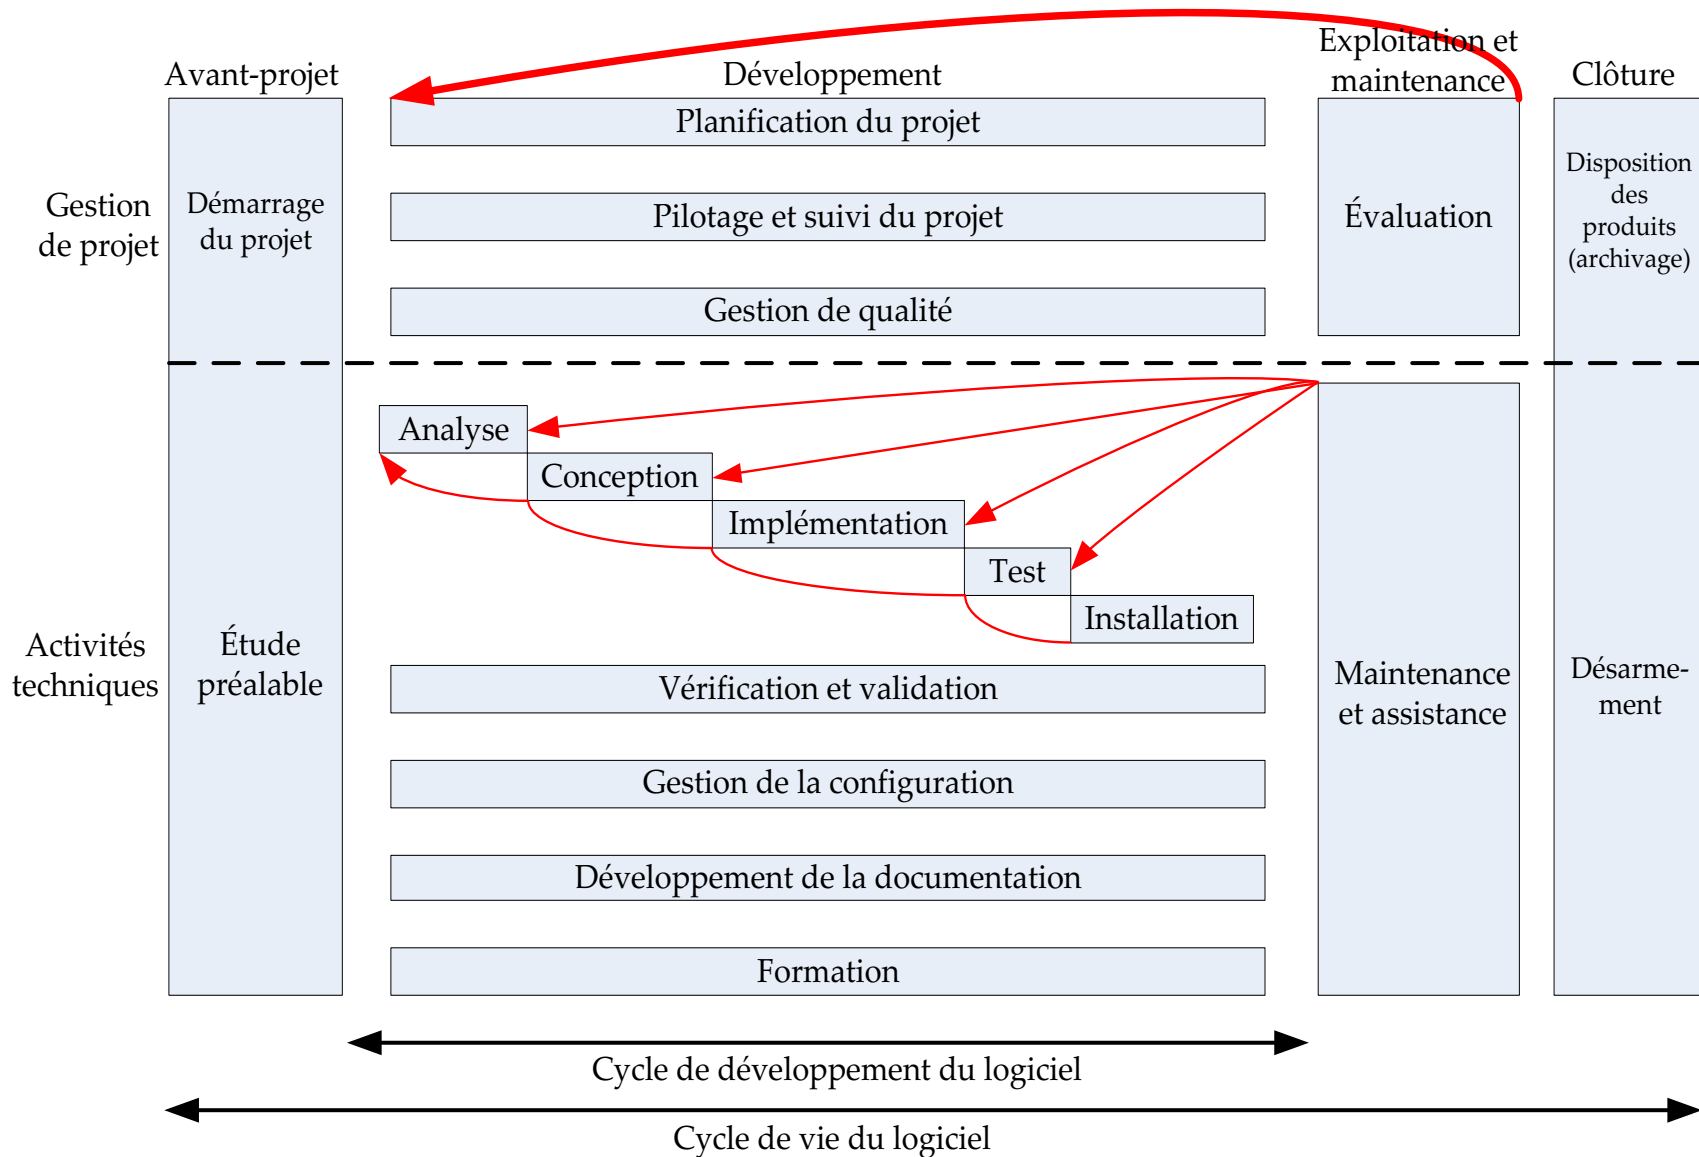 Exploitation et
maintenance
Avant-projet
Développement
Clôture
Gestion
de projet
Démarrage
du projet
Planification du projet
Pilotage et suivi du projet
Gestion de qualité
Évaluation
Disposition
des
produits
(archivage)
Activités
techniques
Étude
préalable
Analyse
Conception
Implémentation
Test
Installation
Vérification et validation
Gestion de la configuration
Développement de la documentation
Formation
Maintenance
et assistance
Désarme-
ment
Cycle de développement du logiciel
Cycle de vie du logiciel